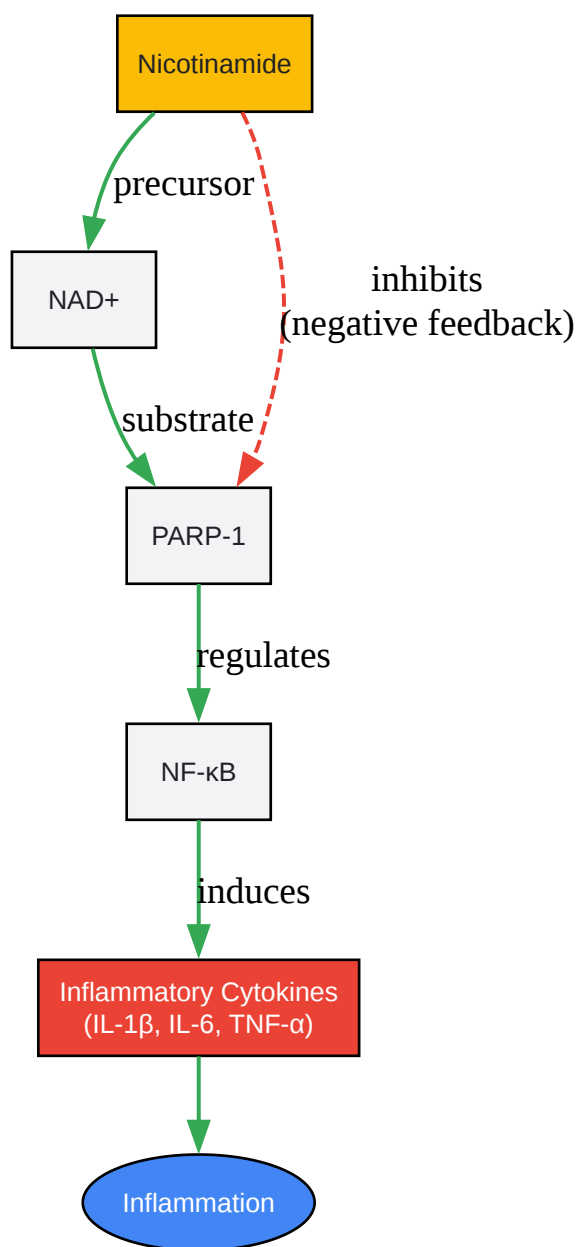 Nicotinamide
precursor
NAD+
inhibits
(negative feedback)
substrate
PARP-1
regulates
NF-κB
induces
Inflammatory Cytokines
(IL-1β, IL-6, TNF-α)
Inflammation